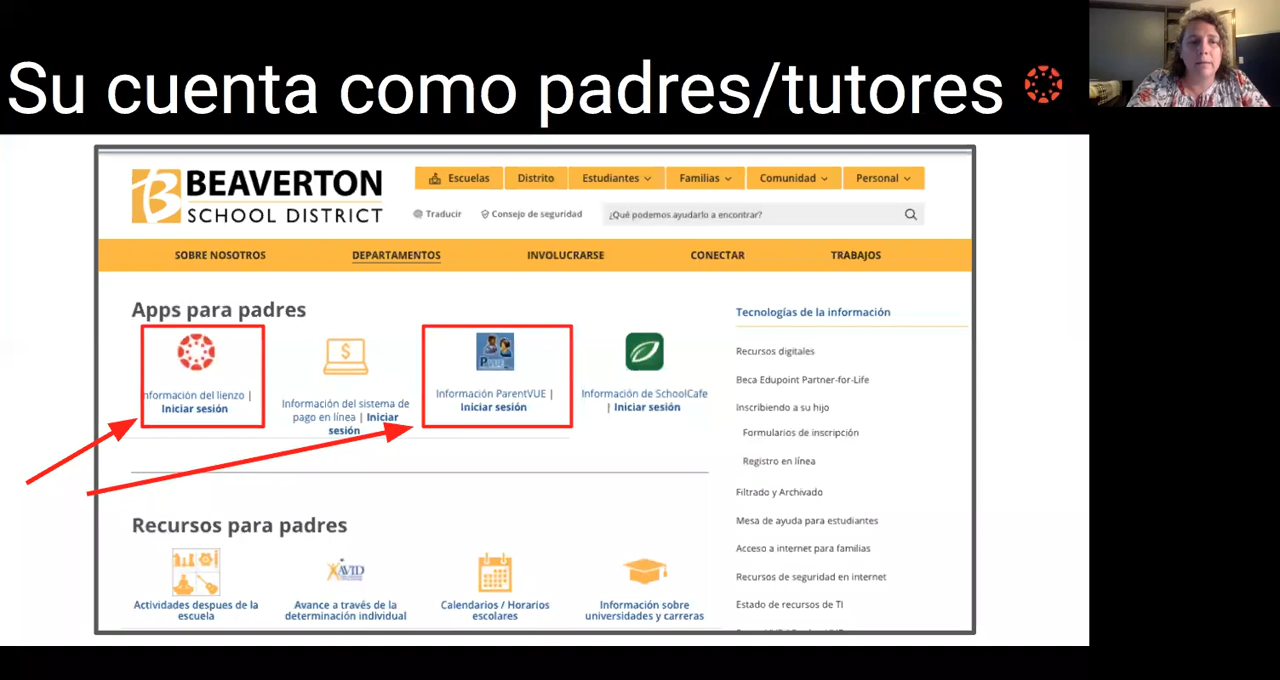 Su cuenta como padres/tutores
BEAVERTON
SCHOOL DISTRICT
Escuelas
Distrito
Estudiantes
Familias
Comunidad
Personal
Traducir
Consejo de seguridad
¿Qué podemos ayudarlo a encontrar?
SOBRE NOSOTROS
DEPARTAMENTOS
INVOLUCRARSE
CONECTAR
TRABAJOS
Apps para padres
nformación del lienzo |
Iniciar sesión
$
Información del sistema de
pago en línea | Iniciar
sesión
Información ParentVUE |
Iniciar sesión
Información de SchoolCafe
| Iniciar sesión
Recursos para padres
Actividades despues de la
escuela
AVID
Avance a través de la
determinación individual
Calendarios / Horarios
escolares
Información sobre
universidades y carreras
Tecnologías de la información
Recursos digitales
Beca Edupoint Partner-for-Life
Inscribiendo a su hijo
Formularios de inscripción
Registro en línea
Filtrado y Archivado
Mesa de ayuda para estudiantes
Acceso a internet para familias
Recursos de seguridad en internet
Estado de recursos de TI